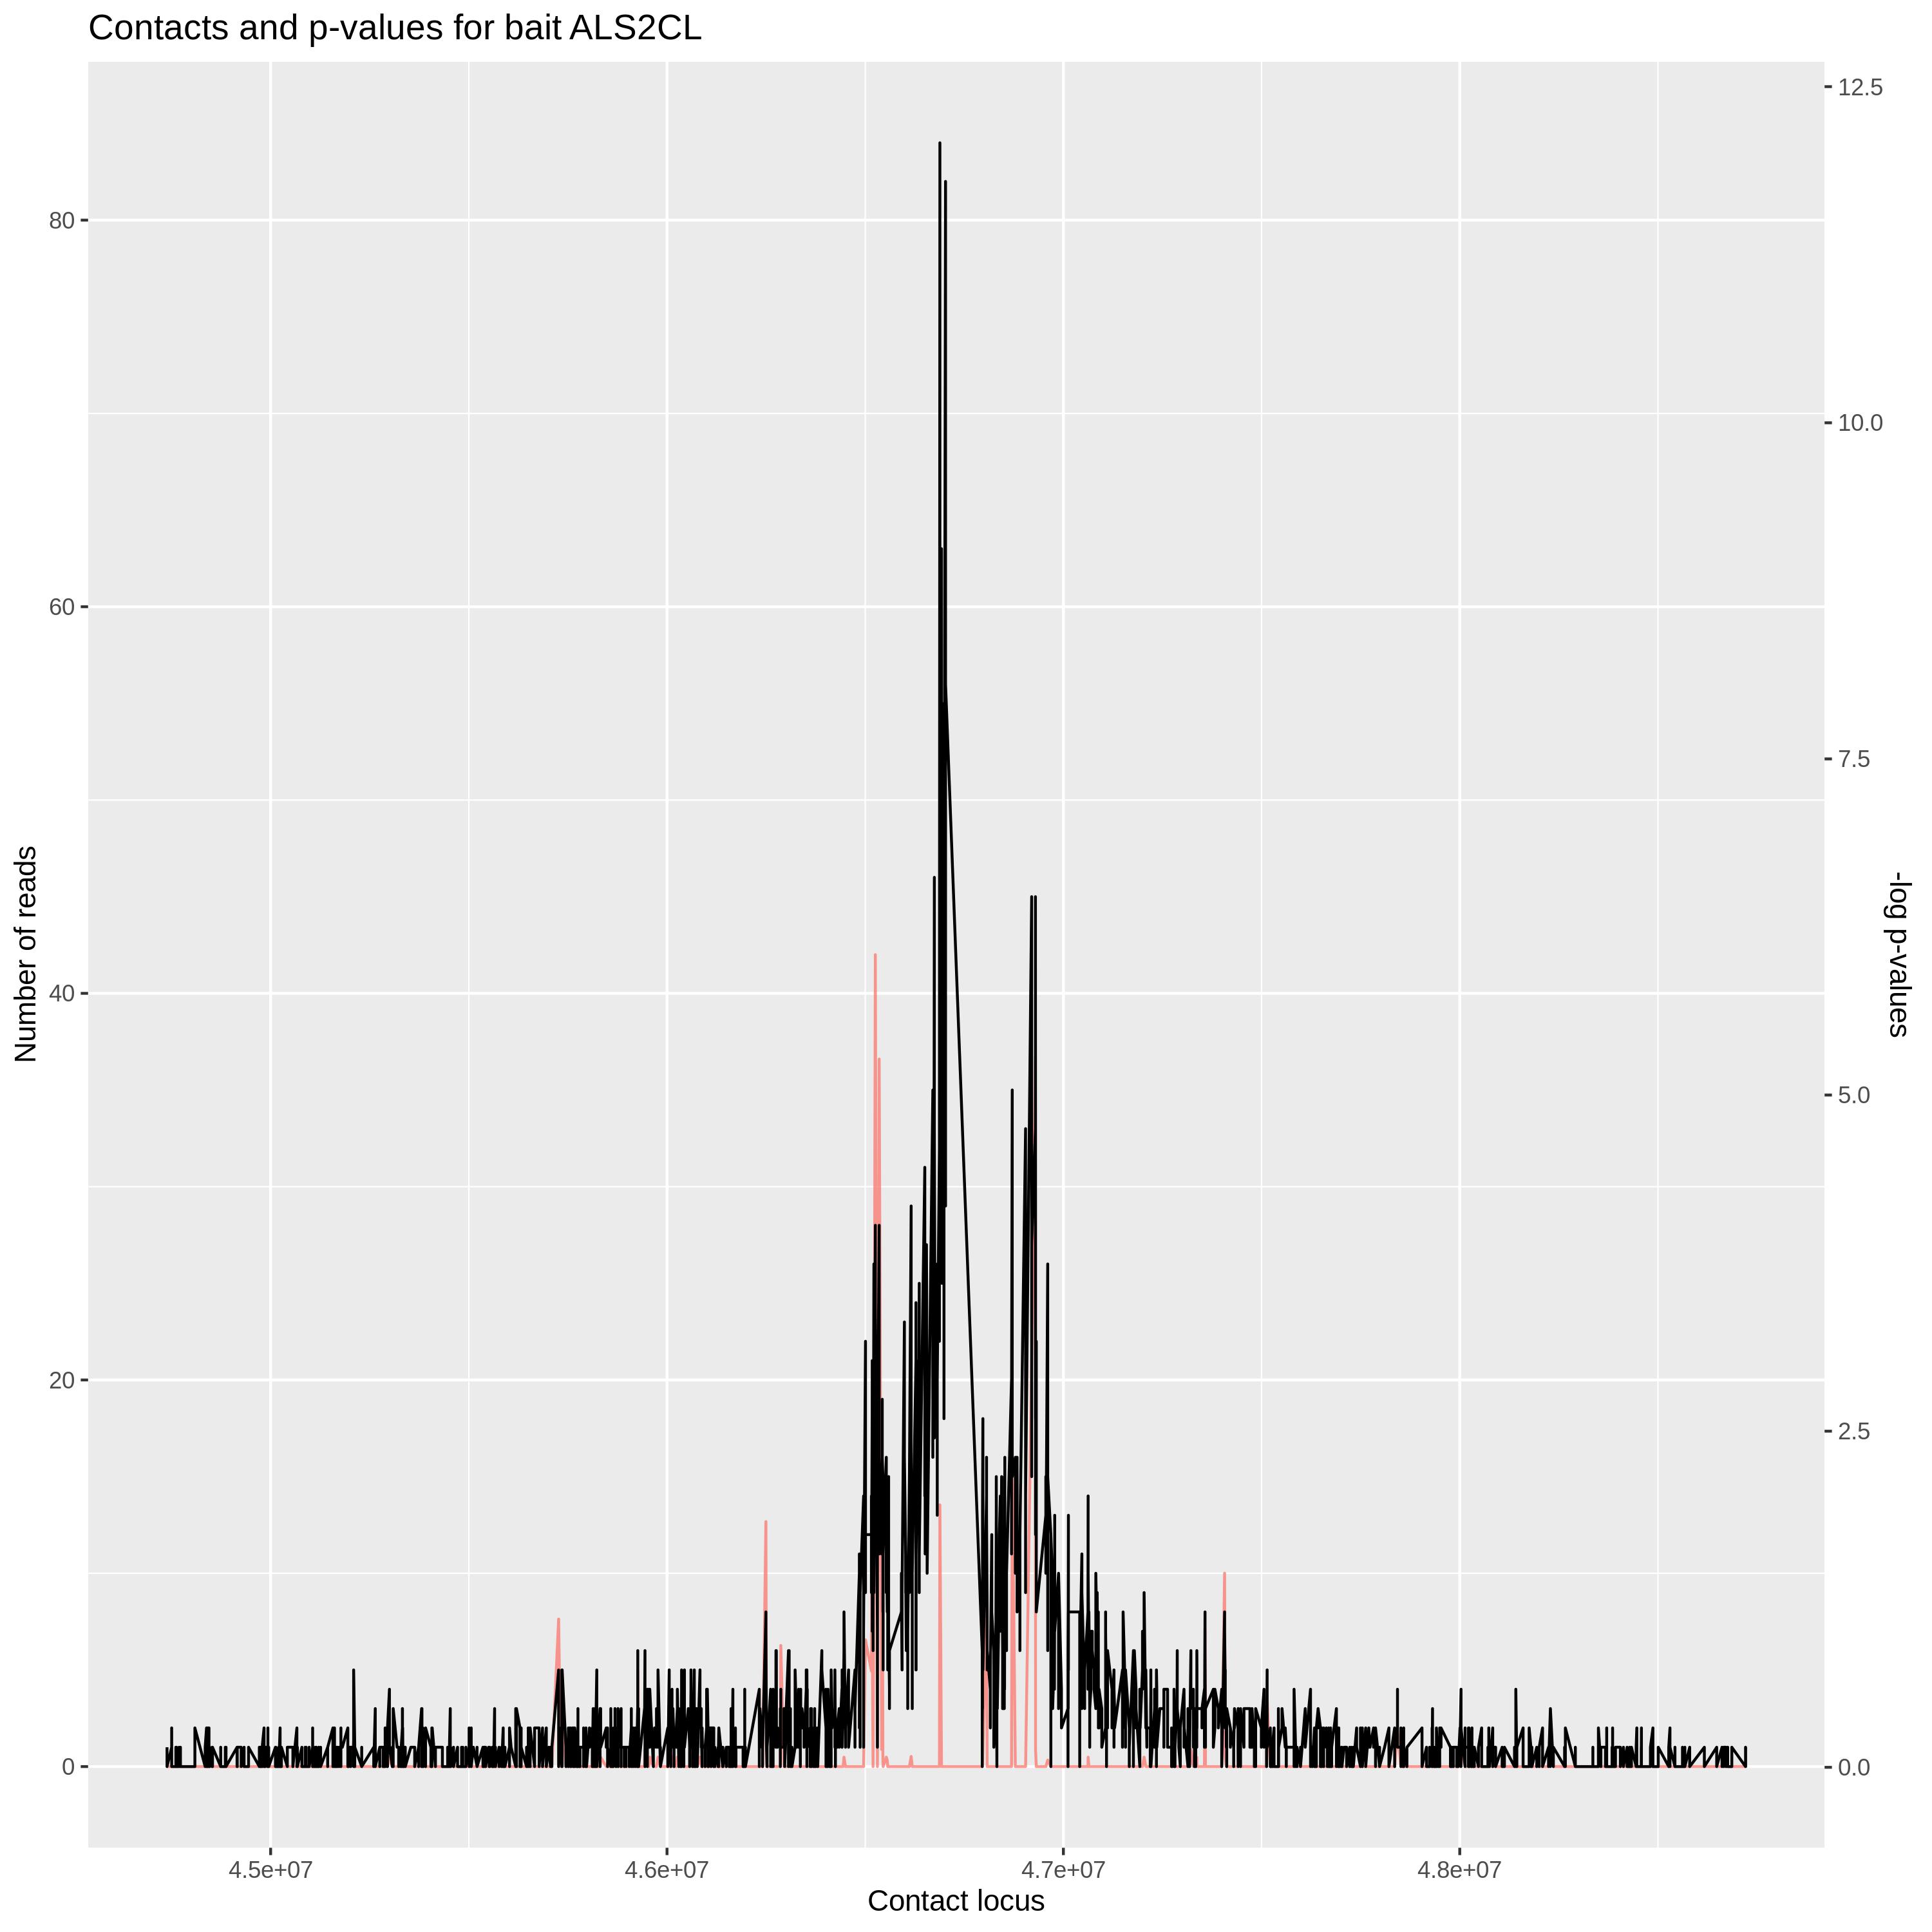 Contacts and p-values for bait ALS2CL
Number of reads
80
60
40
20
0
12.5
10.0
7.5
5.0
2.5
0.0
-log p-values
4.5e+07 4.6e+07 4.7e+07 4.8e+07
Contact locus